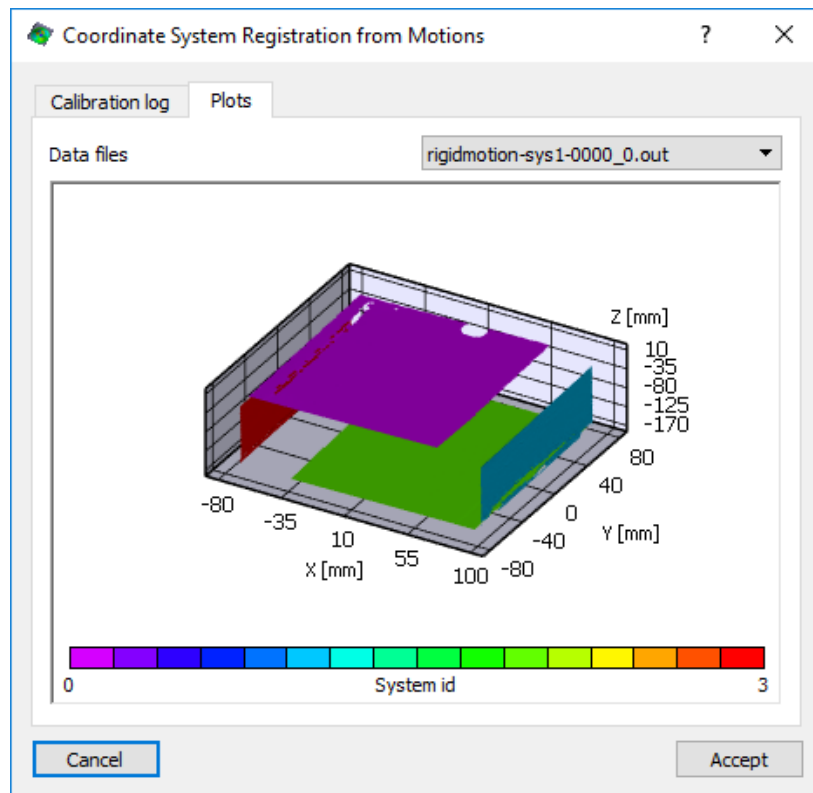 Coordinate System Registration from Motions
? ×
Calibration log Plots
Data files rigidmotion-sys1-0000_0.out
Z [mm]
10
-35
-80
-125
-170
80
40
0
-40
-80
Y [mm]
-80
-35
10
55
100
X [mm]
0 System id 3
Cancel Accept